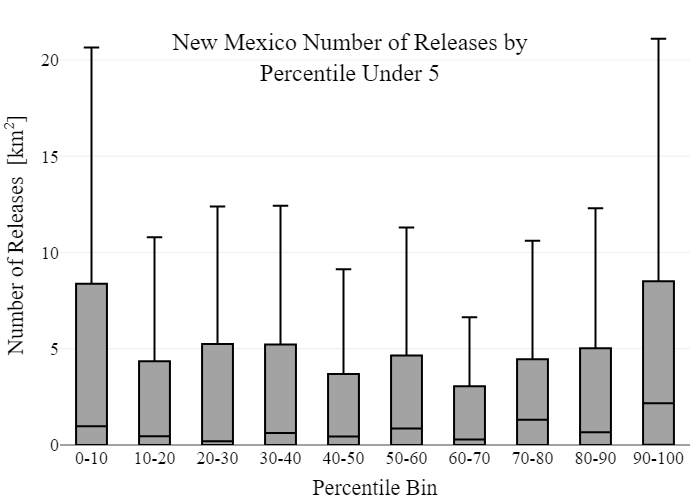 New Mexico Number of Releases by
Percentile Under 5
Number of Releases [km²]
20
15
10
5
0
0-10 10-20 20-30 30-40 40-50 50-60 60-70 70-80 80-90 90-100
Percentile Bin